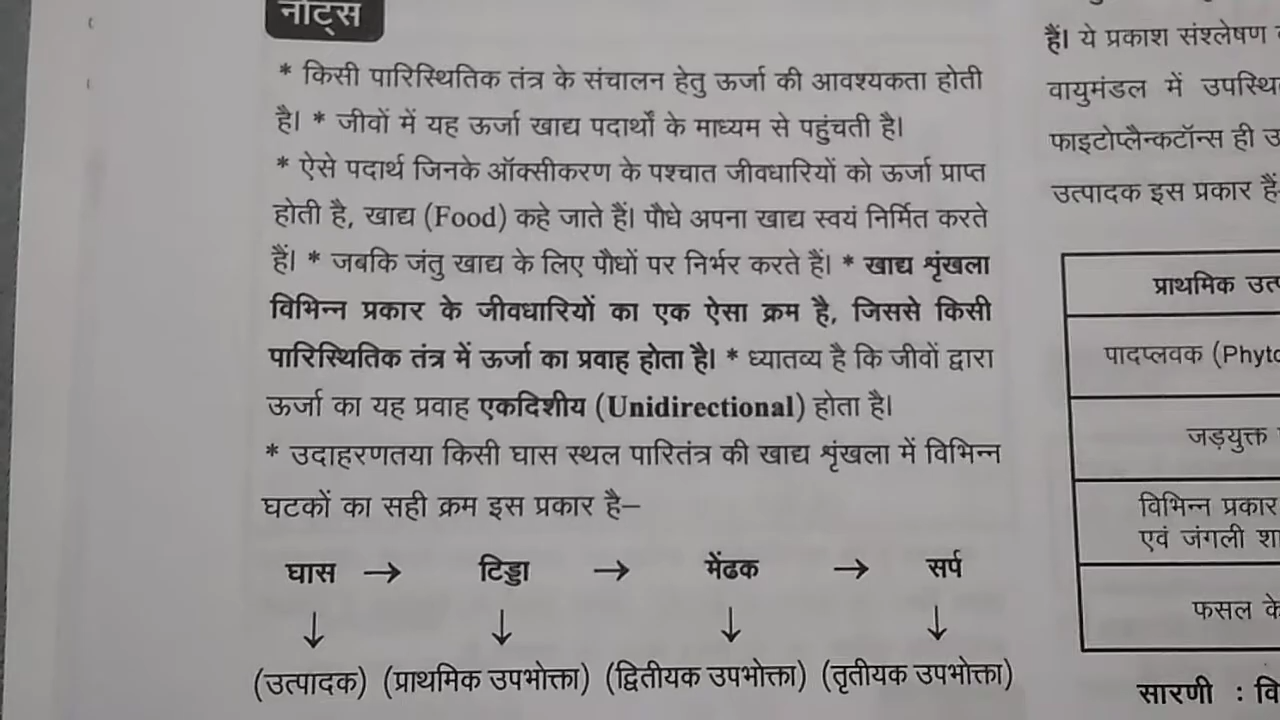 नोट्स
* किसी पारिस्थितिक तंत्र के संचालन हेतु ऊर्जा की आवश्यकता होती
है। * जीवों में यह ऊर्जा खाद्य पदार्थों के माध्यम से पहुंचती है।
* ऐसे पदार्थ जिनके ऑक्सीकरण के पश्चात जीवधारियों को ऊर्जा प्राप्त
होती है, खाद्य (Food) कहे जाते हैं। पौधे अपना खाद्य स्वयं निर्मित करते
हैं। * जबकि जंतु खाद्य के लिए पौधों पर निर्भर करते हैं। * खाद्य शृंखला
विभिन्न प्रकार के जीवधारियों का एक ऐसा क्रम है, जिससे किसी
पारिस्थितिक तंत्र में ऊर्जा का प्रवाह होता है। * ध्यातव्य है कि जीवों द्वारा
ऊर्जा का यह प्रवाह एकदिशीय (Unidirectional) होता है।
* उदाहरणतया किसी घास स्थल पारितंत्र की खाद्य शृंखला में विभिन्न
घटकों का सही क्रम इस प्रकार है–
घास → टिड्डा → मेंढक → सर्प
↓ ↓ ↓ ↓
(उत्पादक) (प्राथमिक उपभोक्ता) (द्वितीयक उपभोक्ता) (तृतीयक उपभोक्ता)
हैं। ये प्रकाश संश्लेषण
वायुमंडल में
फाइटोप्लैन्कटॉन्स ही
उत्पादक इस प्रकार हैं
प्राथमिक
पादप्लवक
जड़युक्त
विभिन्न प्रकार
एवं जंगली
फसल के
सारणी :